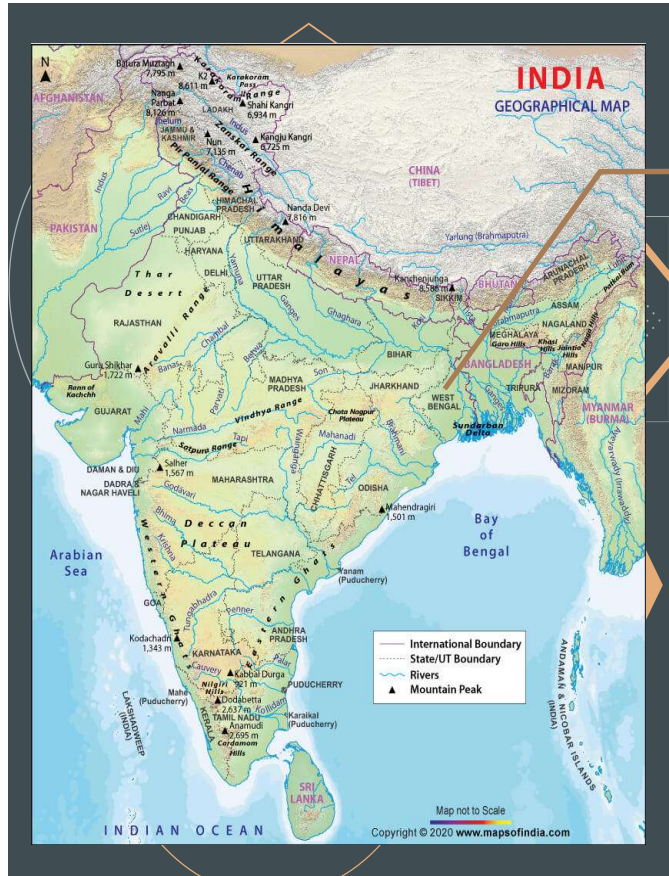 INDIA
GEOGRAPHICAL MAP
N
Batura Muztagh
7,795 m
K2
8,611 m
Karakoram
Pass
Karakoram Range
Nanga
Parbat
8,126 m
LADAKH
Shahi Kangri
6,934 m
AFGHANISTAN
Jhelum
JAMMU &
KASHMIR
Indus
Nun
7,135 m
Zanskar Range
Kangju Kangri
6,725 m
Pir Panjal Range
Chenab
CHINA
(TIBET)
Indus
Ravi
Beas
HIMACHAL
PRADESH
Himalayas
Nanda Devi
7,816 m
CHANDIGARH
PUNJAB
Sutlej
PAKISTAN
UTTARAKHAND
Yarlung (Brahmaputra)
HARYANA
NEPAL
DELHI
Yamuna
Thar
Desert
UTTAR
PRADESH
Ganges
Ghaghara
Kanchenjunga
8,586 m
SIKKIM
BHUTAN
ARUNACHAL
PRADESH
Patkai Bum
Kosi
ASSAM
RAJASTHAN
Aravalli Range
Chambal
NAGALAND
Naga Hills
MEGHALAYA
Garo Hills
Khasi
Hills
Jaintia
Hills
Guru Shikhar
1,722 m
Banas
Betwa
BIHAR
BANGLADESH
MANIPUR
Rann of
Kachchh
Parvati
MADHYA
PRADESH
Son
JHARKHAND
WEST
BENGAL
Ganges
TRIPURA
MIZORAM
GUJARAT
Mahi
Vindhya Range
Chota Nagpur
Plateau
MYANMAR
(BURMA)
Narmada
Tapi
Satpura Range
Wainganga
Mahanadi
Brahmani
Sundarban
Delta
Ayeyarwady (Irrawaddy)
DAMAN & DIU
Salher
1,567 m
CHHATTISGARH
Tel
DADRA &
NAGAR HAVELI
MAHARASHTRA
ODISHA
Godavari
Mahendragiri
1,501 m
Bhima
Deccan
Plateau
Bay
of
Bengal
Arabian
Sea
Western Ghats
Krishna
TELANGANA
Eastern Ghats
Yanam
(Puducherry)
GOA
Tungabhadra
Penner
ANDHRA
PRADESH
Kodachadri
1,343 m
KARNATAKA
International Boundary
State/UT Boundary
Rivers
Mountain Peak
Cauvery
Palar
Kabbal Durga
921 m
Mahe
(Puducherry)
Nilgiri
Hills
PUDUCHERRY
Dodabetta
2,637 m
Kollidam
LAKSHADWEEP
(INDIA)
KERALA
TAMIL NADU
Karaikal
(Puducherry)
Anamudi
2,695 m
Cardamom
Hills
ANDAMAN & NICOBAR ISLANDS
(INDIA)
SRI
LANKA
Map not to Scale
INDIAN OCEAN
Copyright © 2020 www.mapsofindia.com